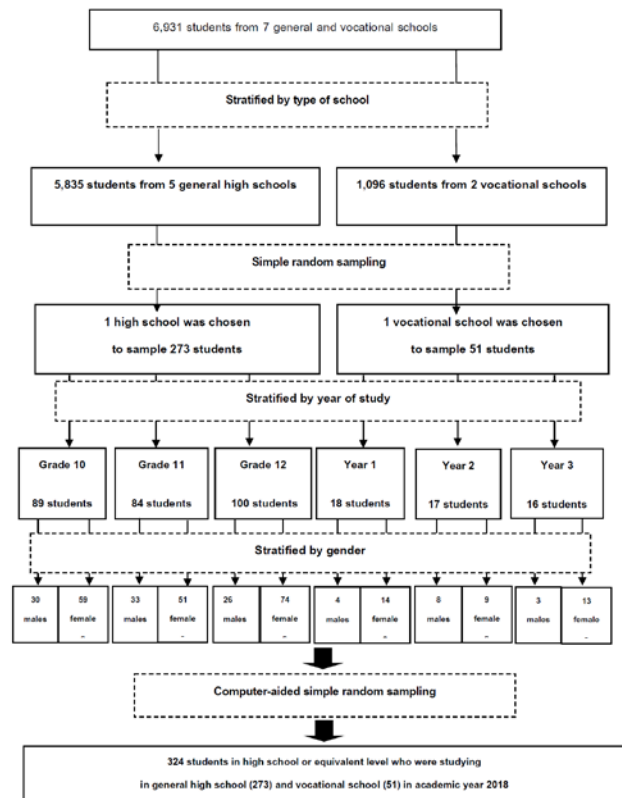 6,931 students from 7 general and vocational schools
Stratified by type of school
5,835 students from 5 general high schools
1,096 students from 2 vocational schools
Simple random sampling
1 high school was chosen
to sample 273 students
1 vocational school was chosen
to sample 51 students
Stratified by year of study
Grade 10
89 students
Grade 11
84 students
Grade 12
100 students
Year 1
18 students
Year 2
17 students
Year 3
16 students
Stratified by gender
30
males
59
female
33
males
51
female
26
males
74
female
4
males
14
female
8
males
9
female
3
males
13
female
Computer-aided simple random sampling
324 students in high school or equivalent level who were studying
in general high school (273) and vocational school (51) in academic year 2018